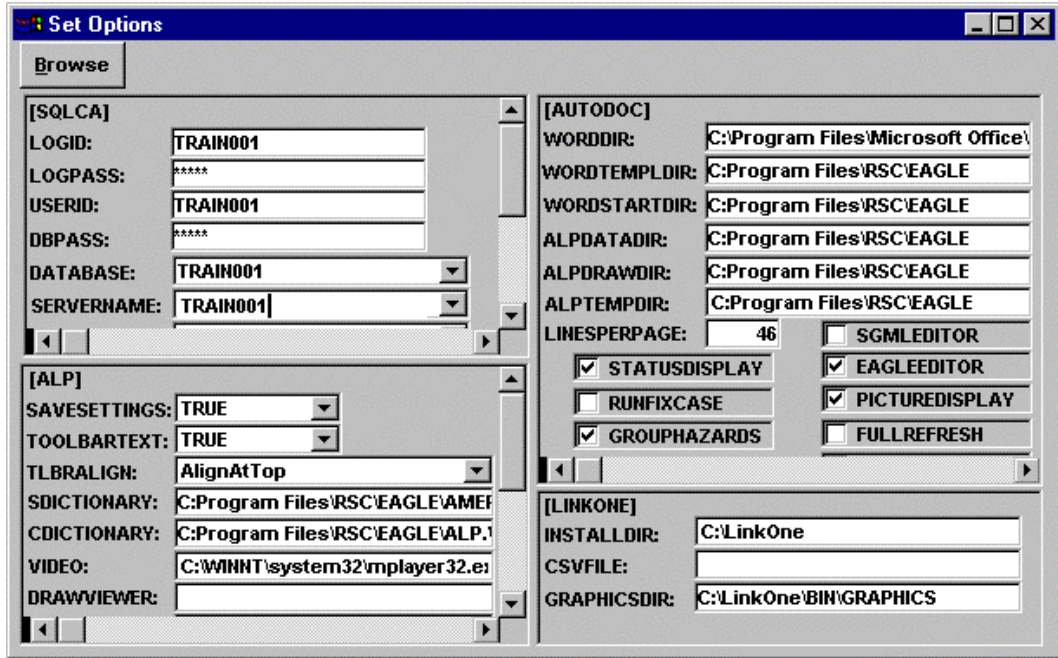 Set Options
Browse
[SQLCA]
LOGID: TRAIN001
LOGPASS: *****
USERID: TRAIN001
DBPASS: *****
DATABASE: TRAIN001
SERVERNAME: TRAIN001
[ALP]
SAVESETTINGS: TRUE
TOOLBARTEXT: TRUE
TLBRALIGN: AlignAtTop
SDICTIONARY: C:Program Files\RSC\EAGLE\AMER
CDICTIONARY: C:Program Files\RSC\EAGLE\ALP.
VIDEO: C:\WINNT\system32\mplayer32.ex
DRAWVIEWER:
[AUTODOC]
WORDDIR: C:\Program Files\Microsoft Office\
WORDTEMPLDIR: C:Program Files\RSC\EAGLE
WORDSTARTDIR: C:Program Files\RSC\EAGLE
ALPDATADIR: C:Program Files\RSC\EAGLE
ALPDRAWDIR: C:Program Files\RSC\EAGLE
ALPTEMPDIR: C:Program Files\RSC\EAGLE
LINESPERPAGE: 46 SGMLEDITOR
STATUSDISPLAY EAGLEEDITOR
RUNFIXCASE PICTUREDISPLAY
GROUPHAZARDS FULLREFRESH
[LINKONE]
INSTALLDIR: C:\LinkOne
CSVFILE:
GRAPHICSDIR: C:\LinkOne\BIN\GRAPHICS